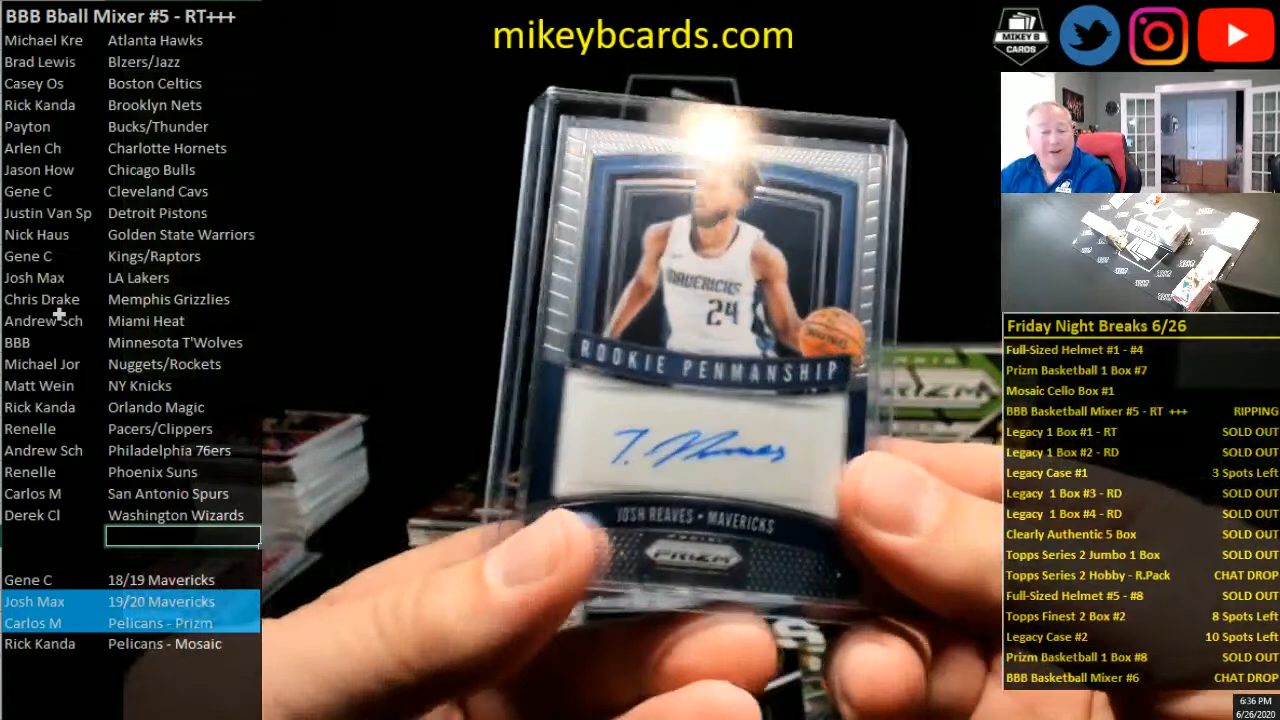 BBB Bball Mixer #5 - RT+++
Michael Kre Atlanta Hawks
Brad Lewis Blzers/Jazz
Casey Os Boston Celtics
Rick Kanda Brooklyn Nets
Payton Bucks/Thunder
Arlen Ch Charlotte Hornets
Jason How Chicago Bulls
Gene C Cleveland Cavs
Justin Van Sp Detroit Pistons
Nick Haus Golden State Warriors
Gene C Kings/Raptors
Josh Max LA Lakers
Chris Drake Memphis Grizzlies
Andrew Sch Miami Heat
BBB Minnesota T'Wolves
Michael Jor Nuggets/Rockets
Matt Wein NY Knicks
Rick Kanda Orlando Magic
Renelle Pacers/Clippers
Andrew Sch Philadelphia 76ers
Renelle Phoenix Suns
Carlos M San Antonio Spurs
Derek Cl Washington Wizards
Gene C 18/19 Mavericks
Josh Max 19/20 Mavericks
Carlos M Pelicans - Prizm
Rick Kanda Pelicans - Mosaic
mikeybcards.com
MAVERICKS
24
ROOKIE PENMANSHIP
JOSH REAVES • MAVERICKS
PANINI
PRIZM
PRIZM
MIKEY B
CARDS
Friday Night Breaks 6/26
Full-Sized Helmet #1 - #4
Prizm Basketball 1 Box #7
Mosaic Cello Box #1
BBB Basketball Mixer #5 - RT +++ RIPPING
Legacy 1 Box #1 - RT SOLD OUT
Legacy 1 Box #2 - RD SOLD OUT
Legacy Case #1 3 Spots Left
Legacy 1 Box #3 - RD SOLD OUT
Legacy 1 Box #4 - RD SOLD OUT
Clearly Authentic 5 Box SOLD OUT
Topps Series 2 Jumbo 1 Box SOLD OUT
Topps Series 2 Hobby - R.Pack CHAT DROP
Full-Sized Helmet #5 - #8 SOLD OUT
Topps Finest 2 Box #2 8 Spots Left
Legacy Case #2 10 Spots Left
Prizm Basketball 1 Box #8 SOLD OUT
BBB Basketball Mixer #6 CHAT DROP
6:36 PM
6/26/2020